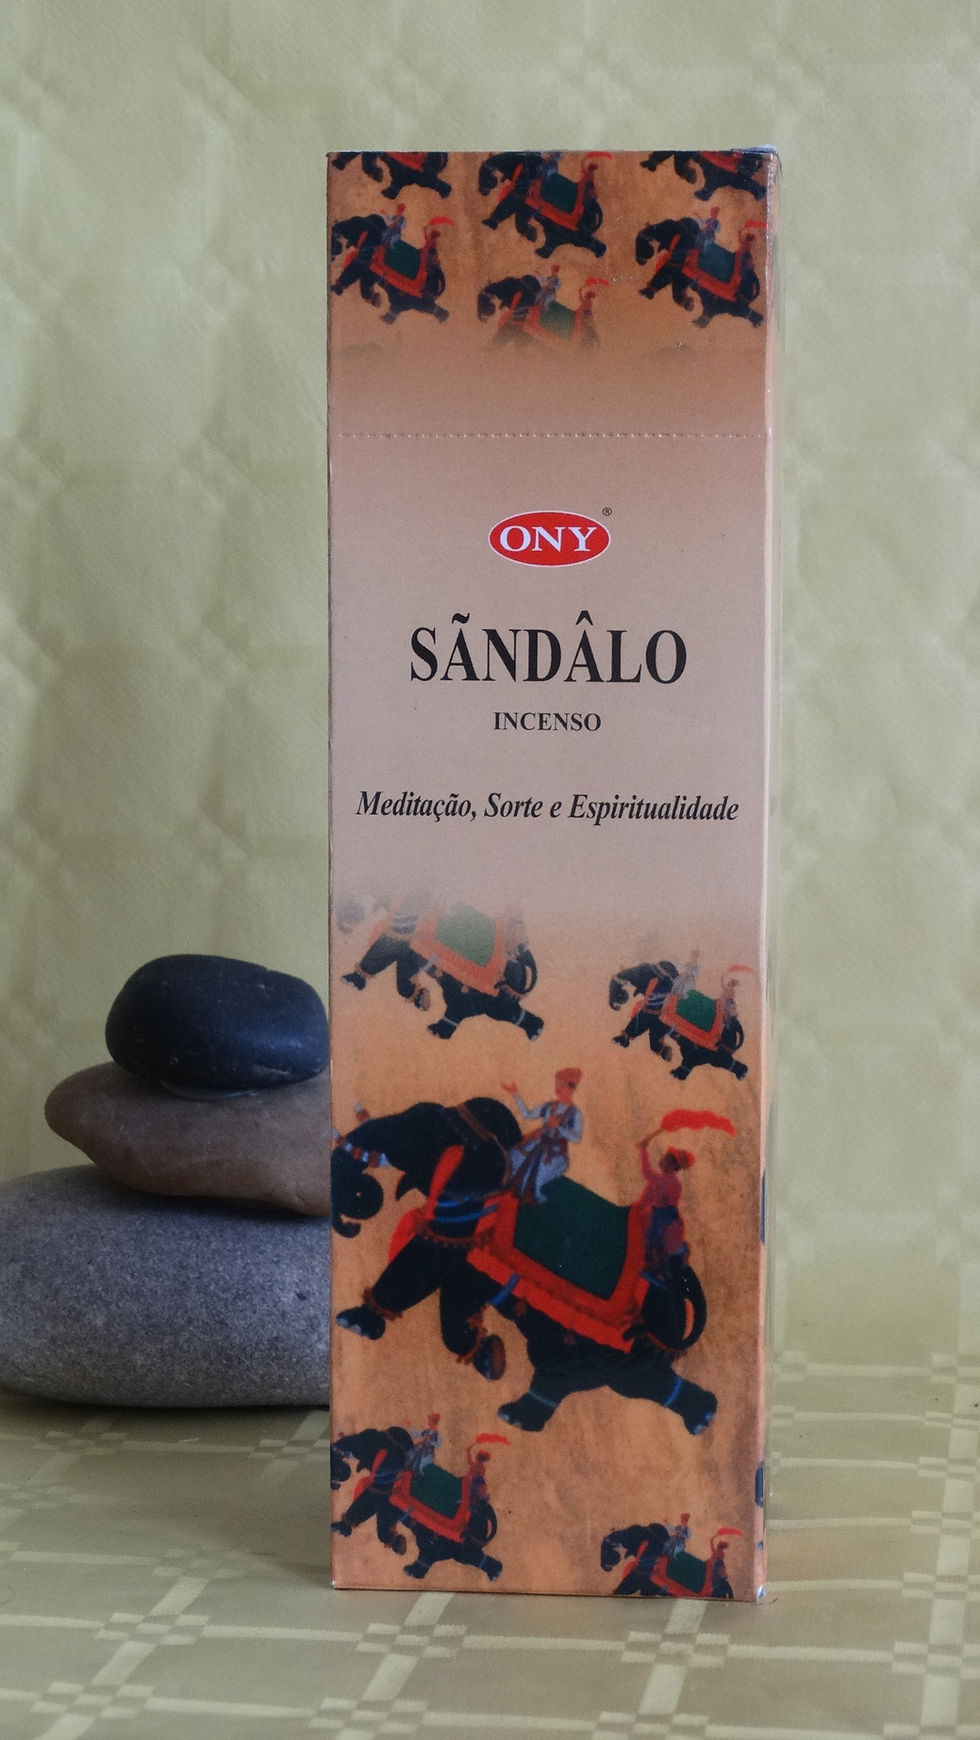 ONY®
SÃNDÂLO
INCENSO
Meditação, Sorte e Espiritualidade